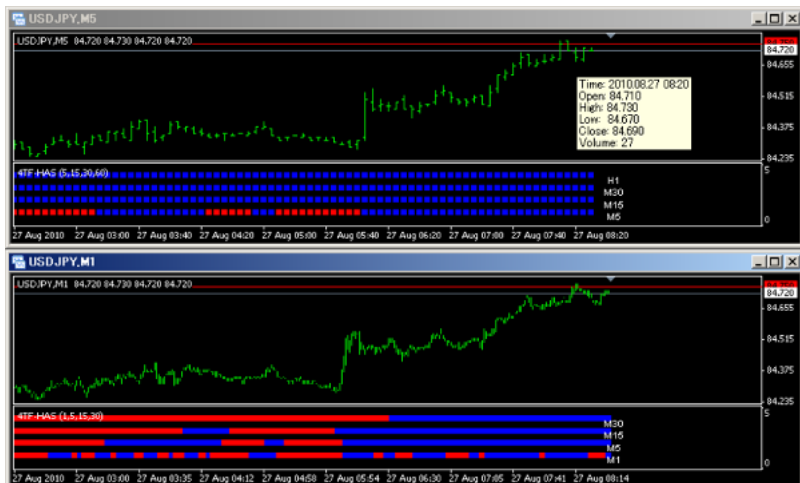 USDJPY,M5
USDJPY,M5 84.720 84.730 84.720 84.720
84.720
84.655
84.515
84.375
84.235
Time: 2010.08.27 08:20
Open: 84.710
High: 84.730
Low: 84.670
Close: 84.690
Volume: 27
4TF-HAS (5,15,30,60)
5
H1
M30
M15
M5
0
27 Aug 2010 27 Aug 03:00 27 Aug 03:40 27 Aug 04:20 27 Aug 05:00 27 Aug 05:40 27 Aug 06:20 27 Aug 07:00 27 Aug 07:40 27 Aug 08:20
USDJPY,M1
USDJPY,M1 84.720 84.730 84.720 84.720
84.720
84.655
84.515
84.375
84.235
4TF-HAS (1,5,15,30)
5
M30
M15
M5
M1
0
27 Aug 2010 27 Aug 03:00 27 Aug 03:35 27 Aug 04:12 27 Aug 04:58 27 Aug 05:54 27 Aug 06:30 27 Aug 07:05 27 Aug 07:41 27 Aug 08:14